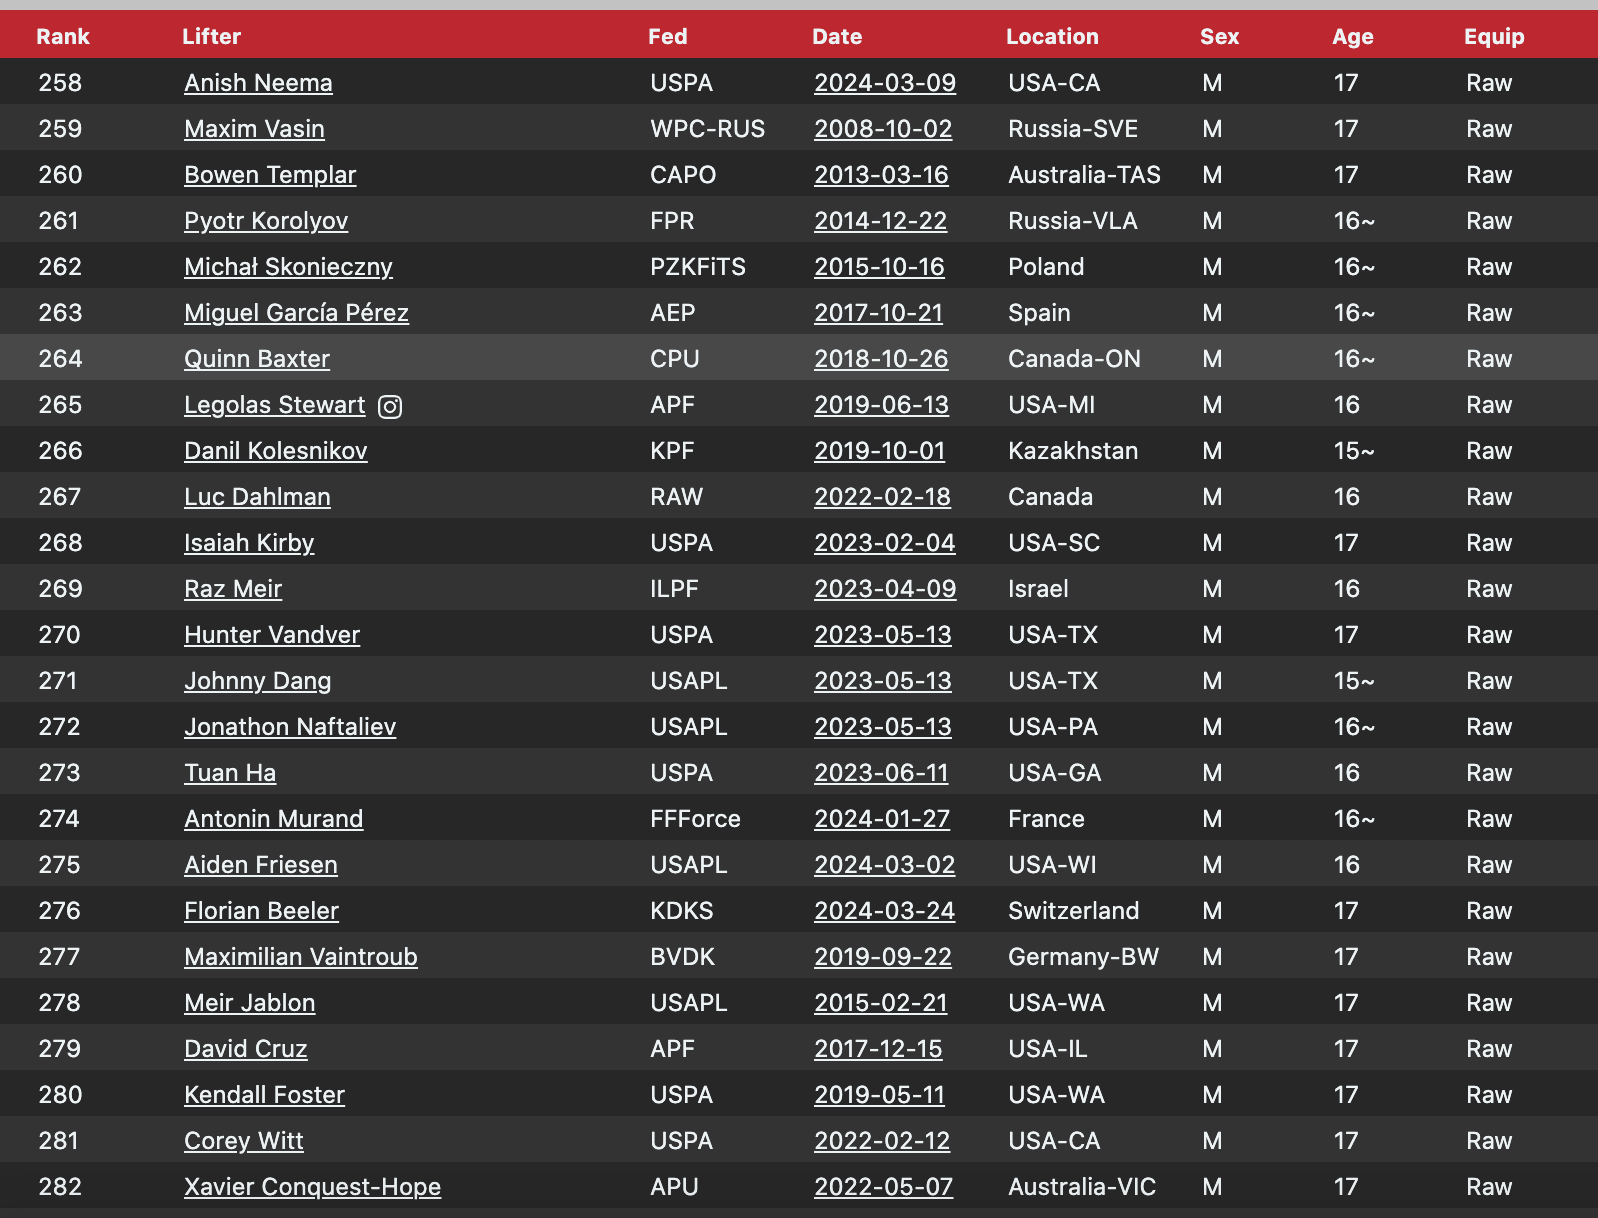 Rank Lifter Fed Date Location Sex Age Equip
258 Anish Neema USPA 2024-03-09 USA-CA M 17 Raw
259 Maxim Vasin WPC-RUS 2008-10-02 Russia-SVE M 17 Raw
260 Bowen Templar CAPO 2013-03-16 Australia-TAS M 17 Raw
261 Pyotr Korolyov FPR 2014-12-22 Russia-VLA M 16~ Raw
262 Michał Skonieczny PZKFiTS 2015-10-16 Poland M 16~ Raw
263 Miguel García Pérez AEP 2017-10-21 Spain M 16~ Raw
264 Quinn Baxter CPU 2018-10-26 Canada-ON M 16~ Raw
265 Legolas Stewart APF 2019-06-13 USA-MI M 16 Raw
266 Danil Kolesnikov KPF 2019-10-01 Kazakhstan M 15~ Raw
267 Luc Dahlman RAW 2022-02-18 Canada M 16 Raw
268 Isaiah Kirby USPA 2023-02-04 USA-SC M 17 Raw
269 Raz Meir ILPF 2023-04-09 Israel M 16 Raw
270 Hunter Vandver USPA 2023-05-13 USA-TX M 17 Raw
271 Johnny Dang USAPL 2023-05-13 USA-TX M 15~ Raw
272 Jonathon Naftaliev USAPL 2023-05-13 USA-PA M 16~ Raw
273 Tuan Ha USPA 2023-06-11 USA-GA M 16 Raw
274 Antonin Murand FFForce 2024-01-27 France M 16~ Raw
275 Aiden Friesen USAPL 2024-03-02 USA-WI M 16 Raw
276 Florian Beeler KDKS 2024-03-24 Switzerland M 17 Raw
277 Maximilian Vaintroub BVDK 2019-09-22 Germany-BW M 17 Raw
278 Meir Jablon USAPL 2015-02-21 USA-WA M 17 Raw
279 David Cruz APF 2017-12-15 USA-IL M 17 Raw
280 Kendall Foster USPA 2019-05-11 USA-WA M 17 Raw
281 Corey Witt USPA 2022-02-12 USA-CA M 17 Raw
282 Xavier Conquest-Hope APU 2022-05-07 Australia-VIC M 17 Raw